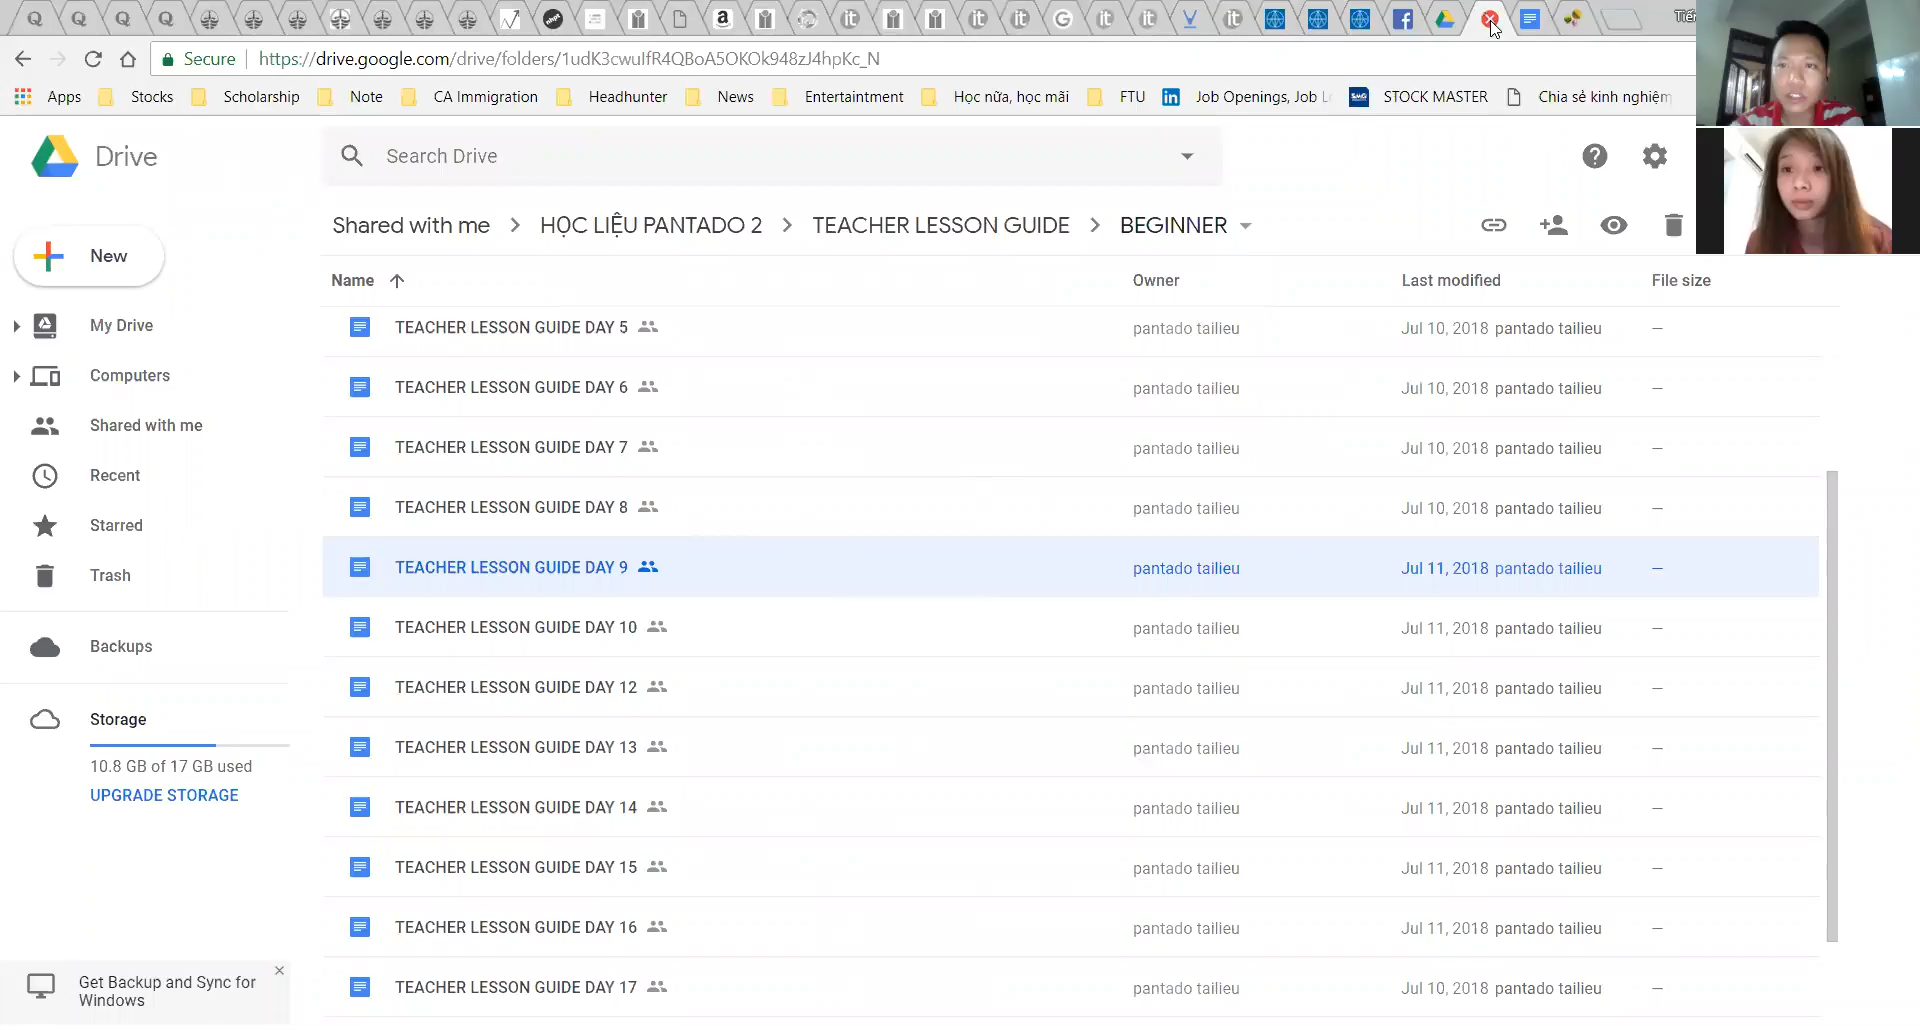 Secure
https://drive.google.com/drive/folders/1udK3cwuIfR4QBoA5OKOk948zJ4hpKc_N
Apps Stocks Scholarship Note CA Immigration Headhunter News Entertaintment Học nữa, học mãi FTU Job Openings, Job STOCK MASTER Chia sẻ kinh nghiệm
Drive
Search Drive
Shared with me HỌC LIỆU PANTADO 2 TEACHER LESSON GUIDE BEGINNER
New
Name Owner Last modified File size
TEACHER LESSON GUIDE DAY 5 pantado tailieu Jul 10, 2018 pantado tailieu —
TEACHER LESSON GUIDE DAY 6 pantado tailieu Jul 10, 2018 pantado tailieu —
TEACHER LESSON GUIDE DAY 7 pantado tailieu Jul 10, 2018 pantado tailieu —
TEACHER LESSON GUIDE DAY 8 pantado tailieu Jul 10, 2018 pantado tailieu —
TEACHER LESSON GUIDE DAY 9 pantado tailieu Jul 11, 2018 pantado tailieu —
TEACHER LESSON GUIDE DAY 10 pantado tailieu Jul 11, 2018 pantado tailieu —
TEACHER LESSON GUIDE DAY 12 pantado tailieu Jul 11, 2018 pantado tailieu —
TEACHER LESSON GUIDE DAY 13 pantado tailieu Jul 11, 2018 pantado tailieu —
TEACHER LESSON GUIDE DAY 14 pantado tailieu Jul 11, 2018 pantado tailieu —
TEACHER LESSON GUIDE DAY 15 pantado tailieu Jul 11, 2018 pantado tailieu —
TEACHER LESSON GUIDE DAY 16 pantado tailieu Jul 11, 2018 pantado tailieu —
TEACHER LESSON GUIDE DAY 17 pantado tailieu Jul 10, 2018 pantado tailieu —
My Drive
Computers
Shared with me
Recent
Starred
Trash
Backups
Storage
10.8 GB of 17 GB used
UPGRADE STORAGE
Get Backup and Sync for
Windows